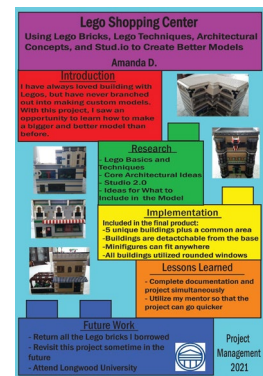 Lego Shopping Center
Using Lego Bricks, Lego Techniques, Architectural
Concepts, and Stud.io to Create Better Models
Amanda D.
Introduction
I have always loved building with
Legos, but have never branched
out into making custom models.
With this project, I saw an
opportunity to learn how to make
a bigger and better model than
before.
Research
- Lego Basics and
Techniques
- Core Architectural Ideas
- Studio 2.0
- Ideas for What to
Include in the Model
Implementation
Included in the final product:
-5 unique buildings plus a common area
-Buildings are detactchable from the base
-Minifigures can fit anywhere
-All buildings utilized rounded windows
Lessons Learned
- Complete documentation and
project simultaneously
- Utilize my mentor so that the
project can go quicker
Future Work
- Return all the Lego bricks I borrowed
- Revisit this project sometime in the
future
- Attend Longwood University
Project
Management
2021